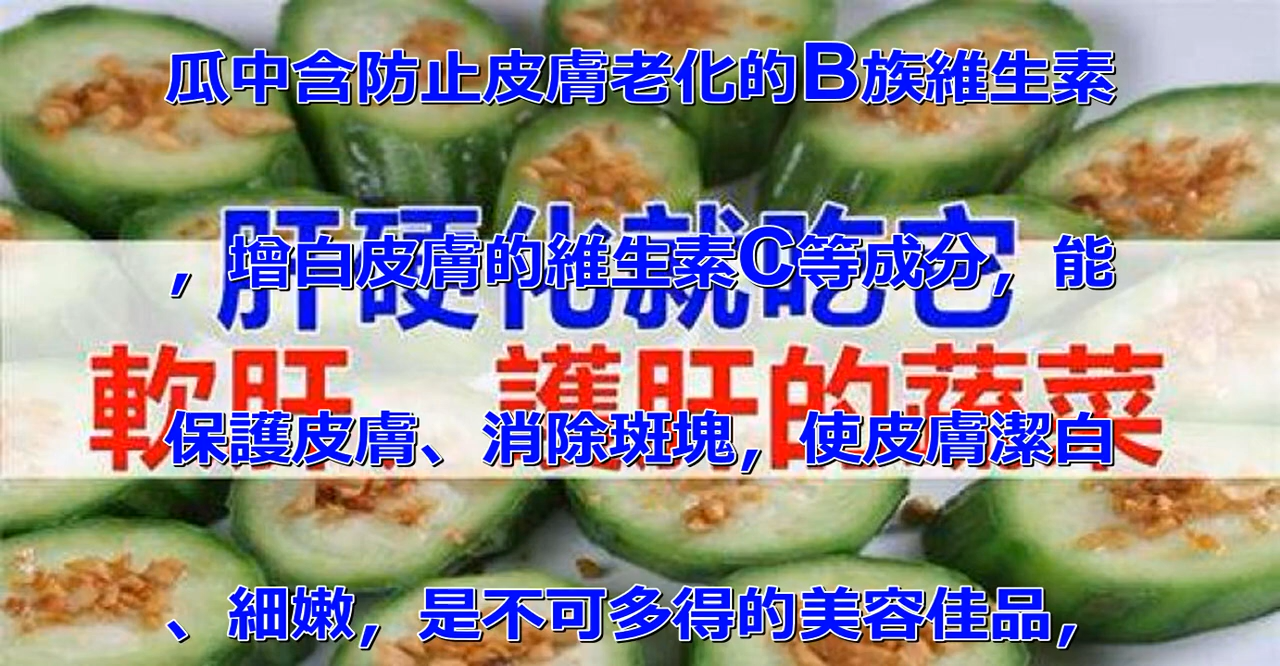 瓜中含防止皮膚老化的B族維生素
肝硬化就吃它
，增白皮膚的維生素C等成分，能
軟肝、護肝的蔬菜
保護皮膚、消除斑塊，使皮膚潔白
、細嫩，是不可多得的美容佳品，